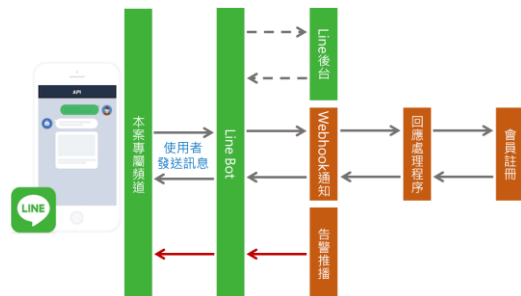 API
LINE
本案專屬頻道
使用者
發送訊息
Line Bot
Line後台
Webhook通知
告警推播
回應處理程序
會員註冊